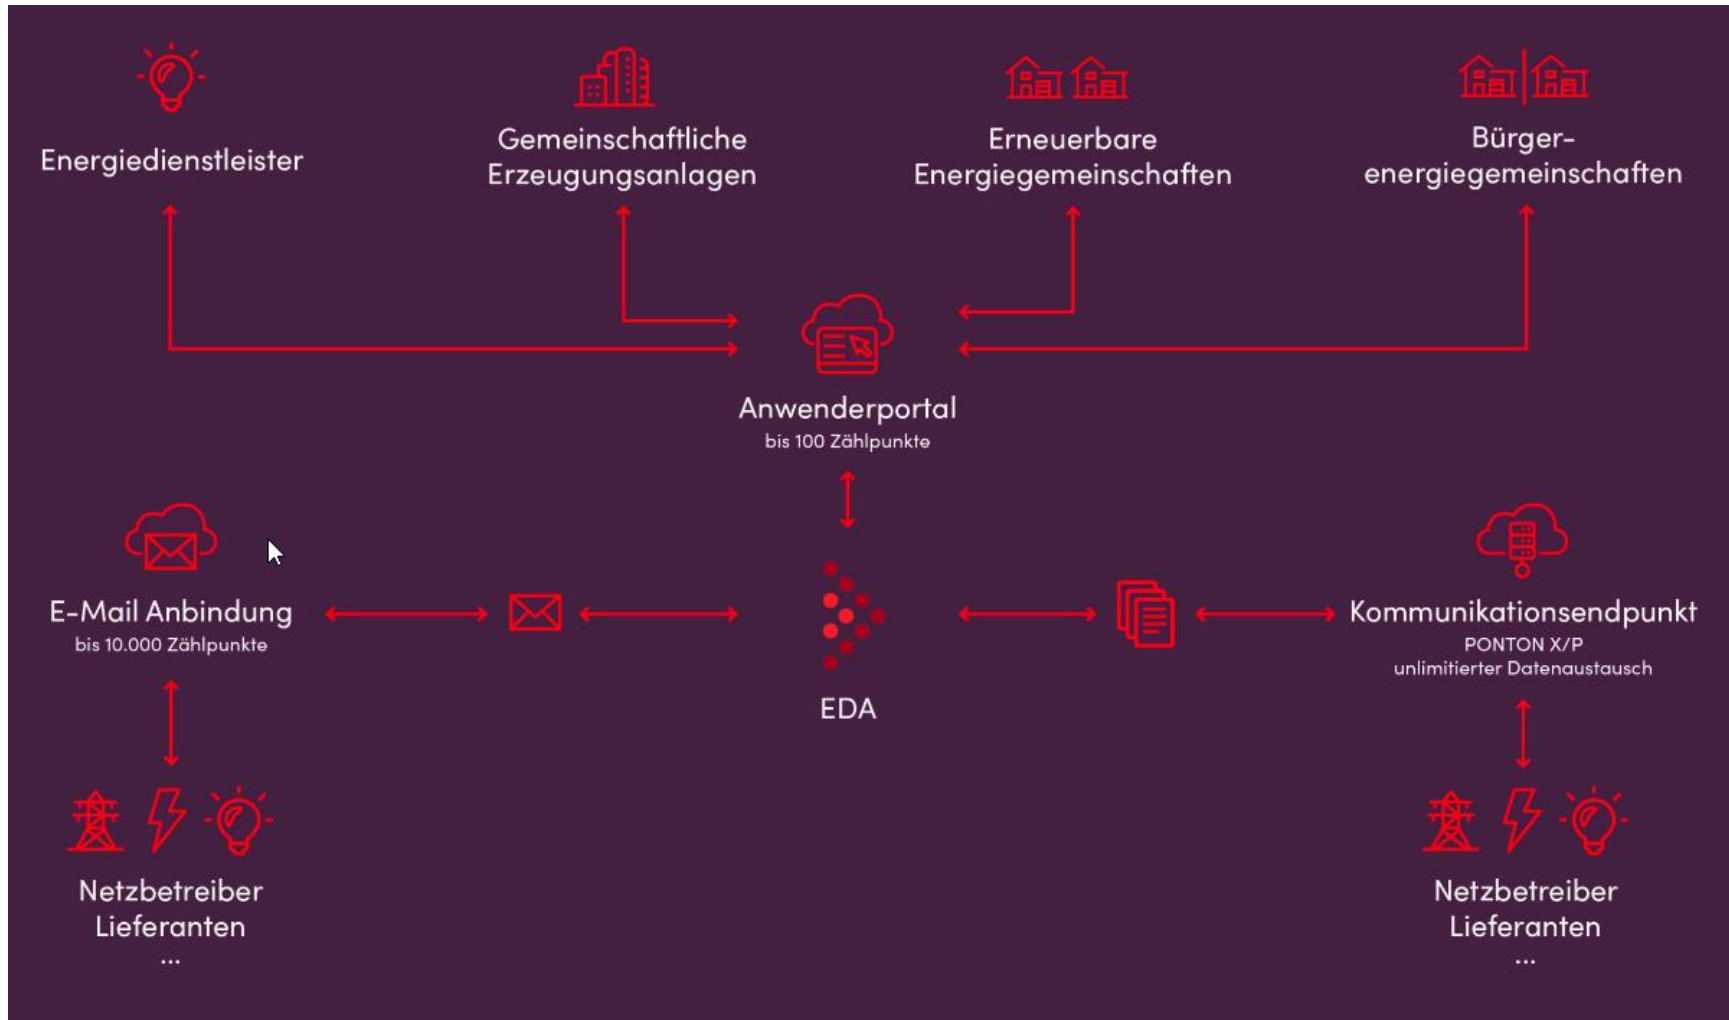 Energiedienstleister
Gemeinschaftliche
Erzeugungsanlagen
Erneuerbare
Energiegemeinschaften
Bürger-
energiegemeinschaften
Anwenderportal
bis 100 Zählpunkte
E-Mail Anbindung
bis 10.000 Zählpunkte
EDA
Kommunikationsendpunkt
PONTON X/P
unlimitierter Datenaustausch
Netzbetreiber
Lieferanten
...
Netzbetreiber
Lieferanten
...